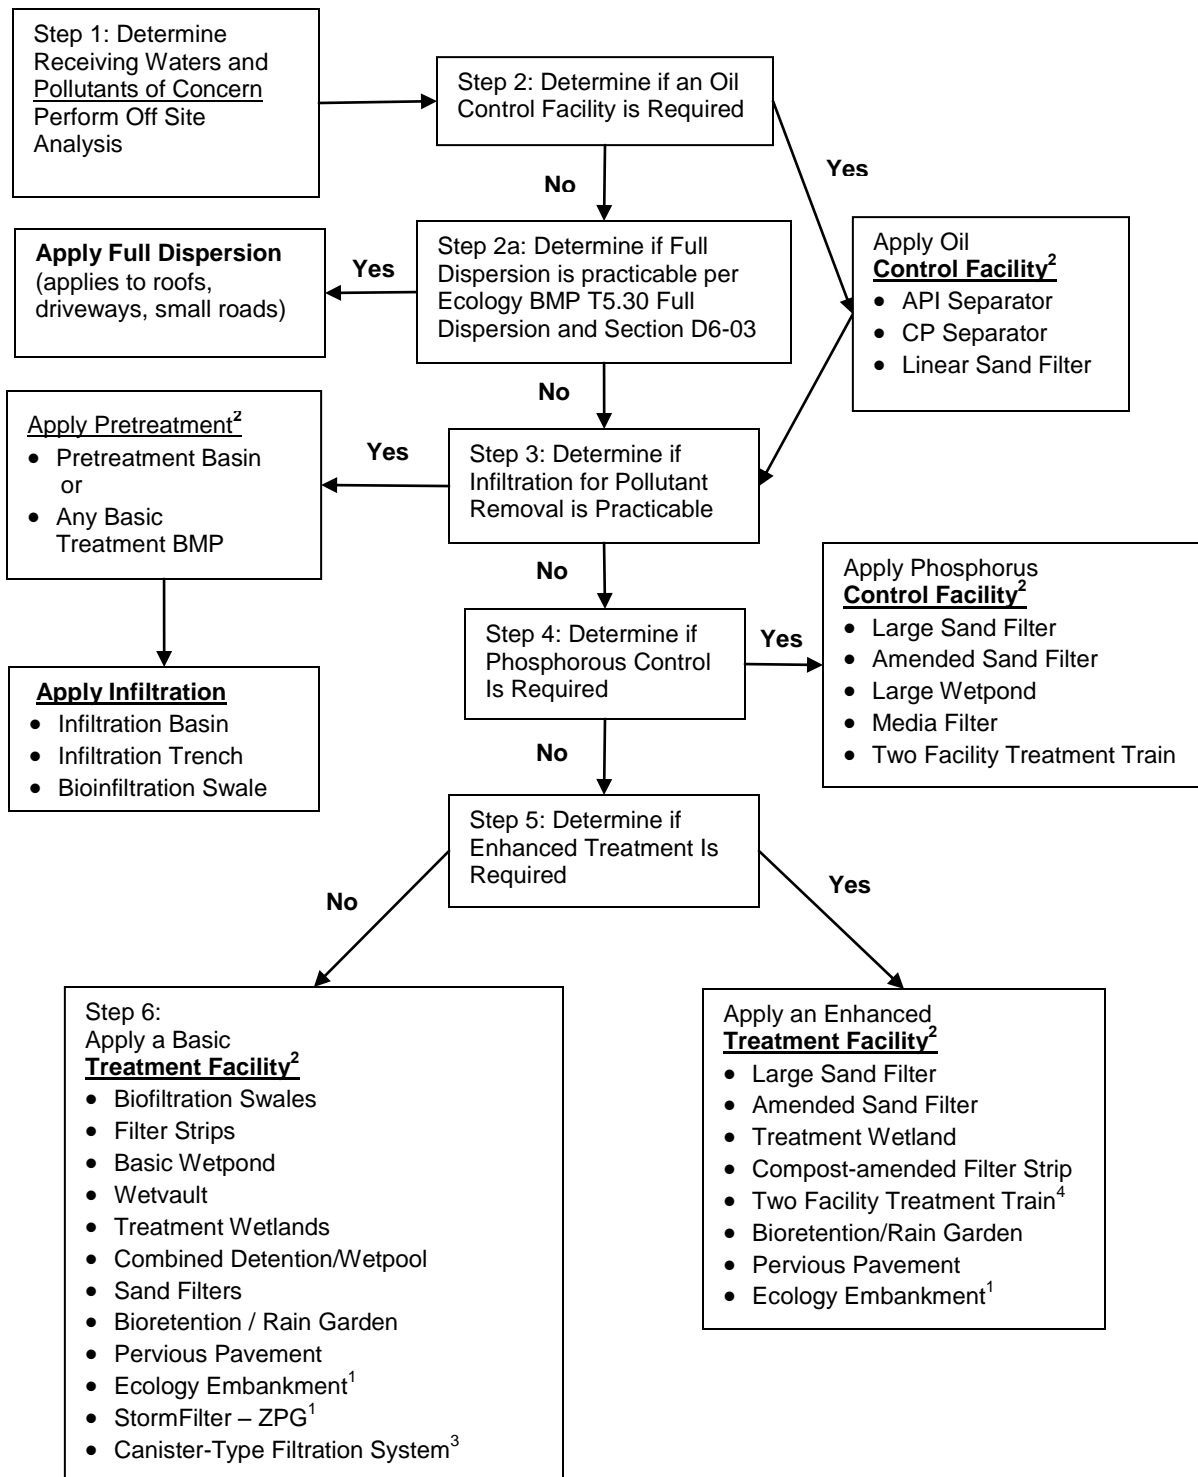 Step 1: Determine
Receiving Waters and
Pollutants of Concern
Perform Off Site
Analysis
Step 2: Determine if an Oil
Control Facility is Required
Yes
No
Apply Full Dispersion
(applies to roofs,
driveways, small roads)
Yes
Step 2a: Determine if Full
Dispersion is practicable per
Ecology BMP T5.30 Full
Dispersion and Section D6-03
Apply Oil
Control Facility²
• API Separator
• CP Separator
• Linear Sand Filter
No
Apply Pretreatment²
• Pretreatment Basin
or
• Any Basic
Treatment BMP
Yes
Step 3: Determine if
Infiltration for Pollutant
Removal is Practicable
No
Apply Phosphorus
Control Facility²
• Large Sand Filter
• Amended Sand Filter
• Large Wetpond
• Media Filter
• Two Facility Treatment Train
Step 4: Determine if
Phosphorous Control
Is Required
Yes
Apply Infiltration
• Infiltration Basin
• Infiltration Trench
• Bioinfiltration Swale
No
Step 5: Determine if
Enhanced Treatment Is
Required
No
Yes
Step 6:
Apply a Basic
Treatment Facility²
• Biofiltration Swales
• Filter Strips
• Basic Wetpond
• Wetvault
• Treatment Wetlands
• Combined Detention/Wetpool
• Sand Filters
• Bioretention / Rain Garden
• Pervious Pavement
• Ecology Embankment¹
• StormFilter – ZPG¹
• Canister-Type Filtration System³
Apply an Enhanced
Treatment Facility²
• Large Sand Filter
• Amended Sand Filter
• Treatment Wetland
• Compost-amended Filter Strip
• Two Facility Treatment Train⁴
• Bioretention/Rain Garden
• Pervious Pavement
• Ecology Embankment¹